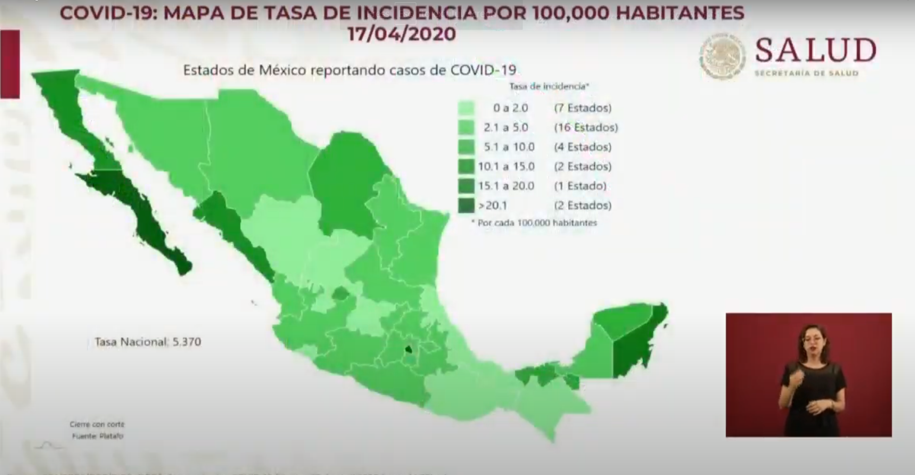 COVID-19: MAPA DE TASA DE INCIDENCIA POR 100,000 HABITANTES
17/04/2020
SALUD
SECRETARÍA DE SALUD
Estados de México reportando casos de COVID-19
Tasa de Incidencia*
0 a 2.0 (7 Estados)
2.1 a 5.0 (16 Estados)
5.1 a 10.0 (4 Estados)
10.1 a 15.0 (2 Estados)
15.1 a 20.0 (1 Estado)
>20.1 (2 Estados)
* Por cada 100,000 habitantes
Tasa Nacional: 5.370
Cierre con corte
Fuente: Platafo